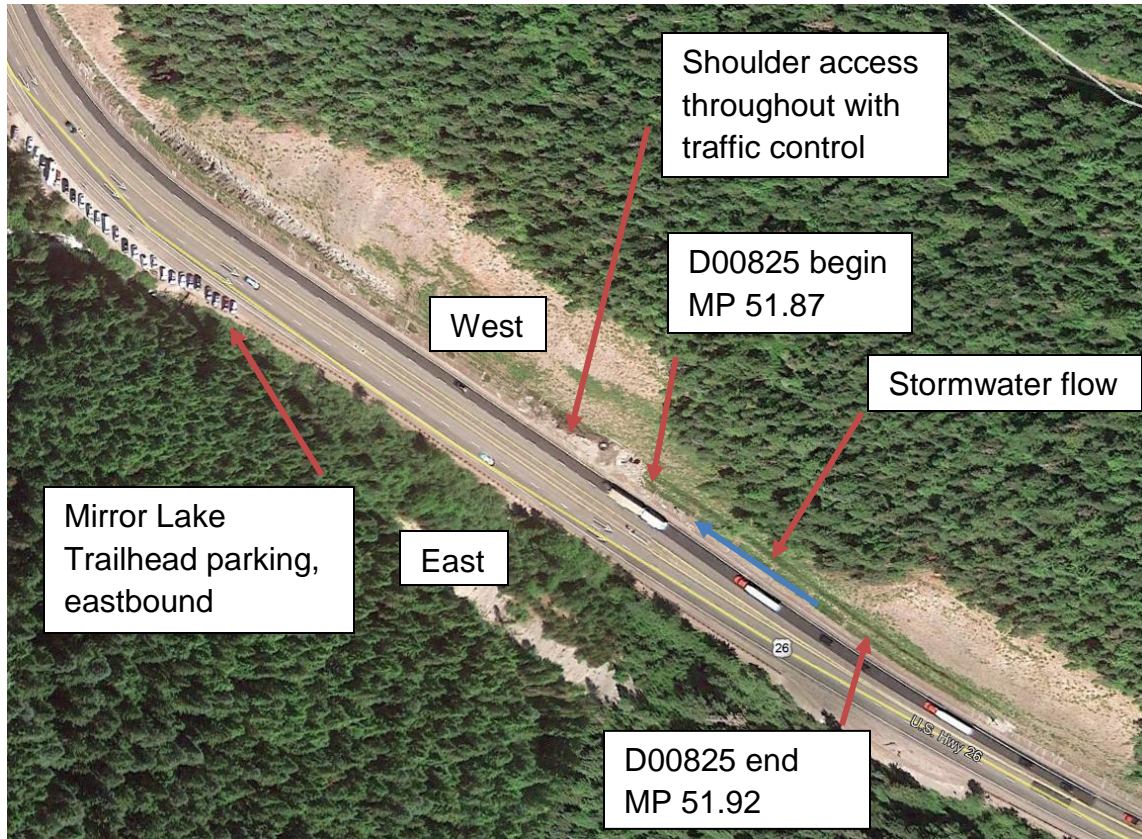 Shoulder access
throughout with
traffic control
D00825 begin
MP 51.87
West
Stormwater flow
Mirror Lake
Trailhead parking,
eastbound
East
26
U.S. Hwy 26
D00825 end
MP 51.92